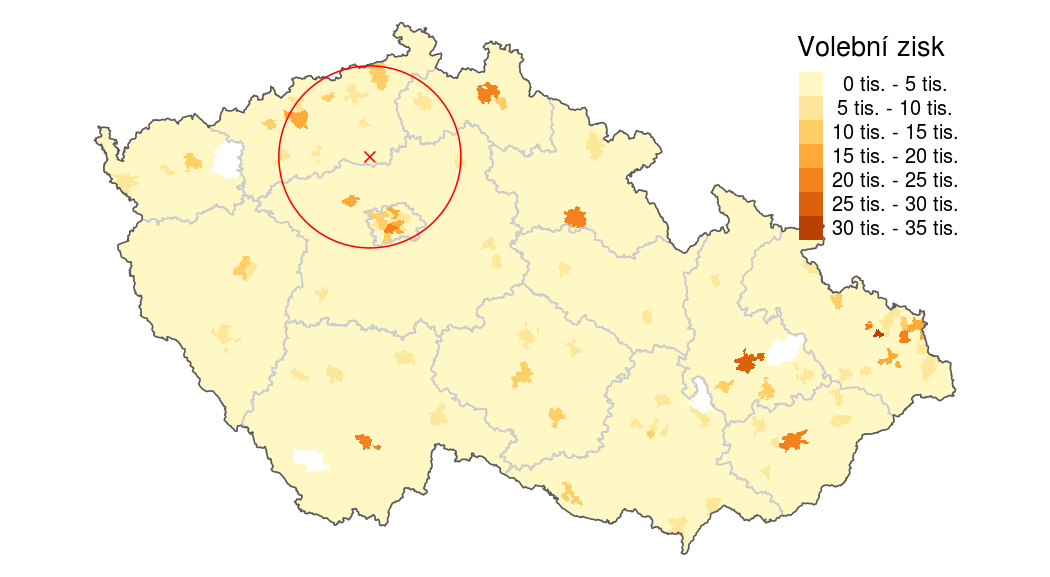 Volební zisk
0 tis. - 5 tis.
5 tis. - 10 tis.
10 tis. - 15 tis.
15 tis. - 20 tis.
20 tis. - 25 tis.
25 tis. - 30 tis.
30 tis. - 35 tis.